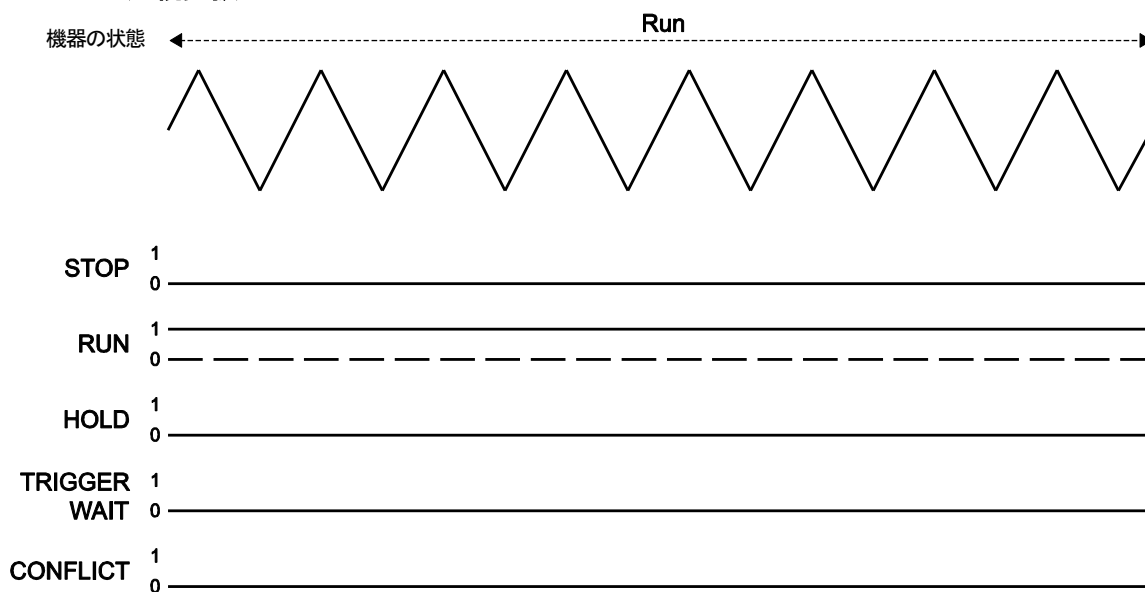 Run
機器の状態
1
STOP
0
1
RUN
0
1
HOLD
0
TRIGGER 1
WAIT 0
1
CONFLICT
0